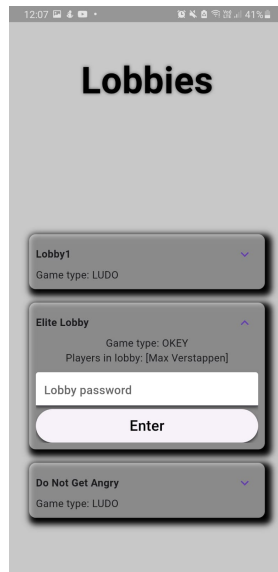 12:07
41%
Lobbies
Lobby1
Game type: LUDO
Elite Lobby
Game type: OKEY
Players in lobby: [Max Verstappen]
Lobby password
Enter
Do Not Get Angry
Game type: LUDO